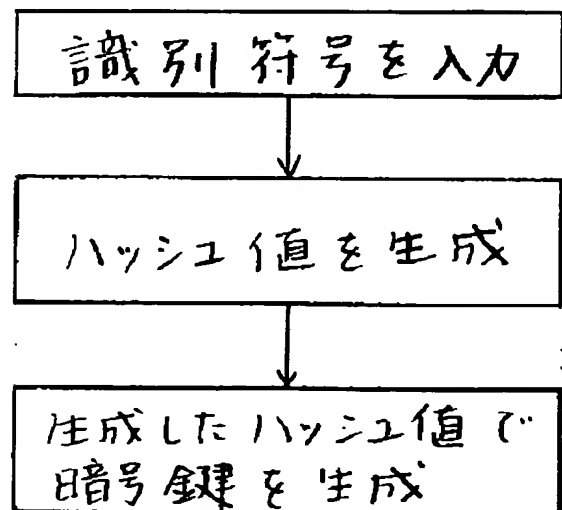 識別符号を入力
ハッシュ値を生成
生成したハッシュ値で
暗号鍵を生成